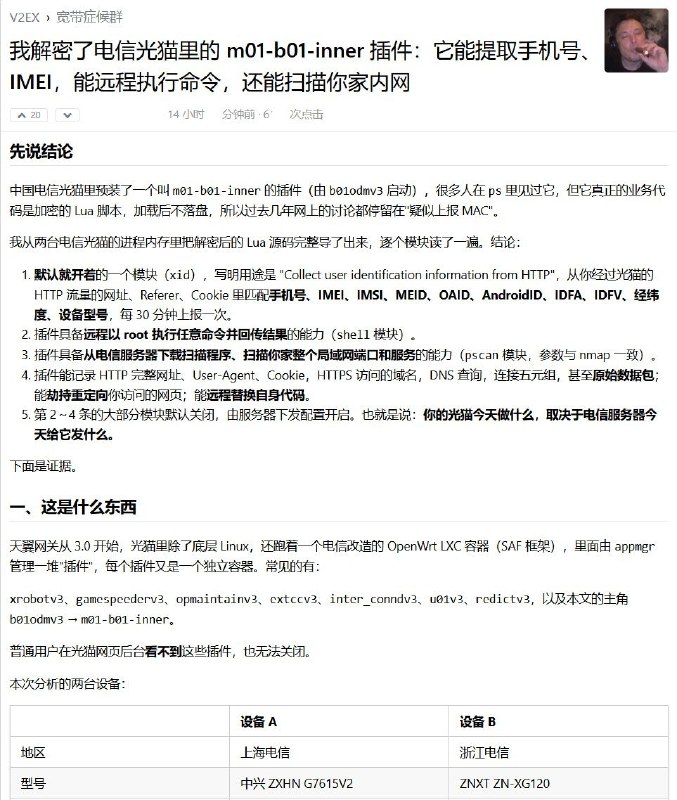 V2EX › 宽带症候群
我解密了电信光猫里的 m01-b01-inner 插件：它能提取手机号、
IMEI，能远程执行命令，还能扫描你家内网
20
14 小时 分钟前 · 6 次点击
先说结论
中国电信光猫里预装了一个叫 m01-b01-inner 的插件（由 b01odmv3 启动），很多人在 ps 里见过它，但它真正的业务代
码是加密的 Lua 脚本，加载后不落盘，所以过去几年网上的讨论都停留在"疑似上报 MAC"。
我从两台电信光猫的进程内存里把解密后的 Lua 源码完整导了出来，逐个模块读了一遍。结论：
1. 默认就开着的一个模块（xid），写明用途是 "Collect user identification information from HTTP"，从你经过光猫的
HTTP 流量的网址、Referer、Cookie 里匹配手机号、IMEI、IMSI、MEID、OAID、AndroidID、IDFA、IDFV、经纬
度、设备型号，每 30 分钟上报一次。
2. 插件具备远程以 root 执行任意命令并回传结果的能力（shell 模块）。
3. 插件具备从电信服务器下载扫描程序、扫描你家整个局域网端口和服务的能力（pscan 模块，参数与 nmap 一致）。
4. 插件能记录 HTTP 完整网址、User-Agent、Cookie，HTTPS 访问的域名，DNS 查询，连接五元组，甚至原始数据包；
能劫持重定向你访问的网页；能远程替换自身代码。
5. 第 2～4 条的大部分模块默认关闭，由服务器下发配置开启。也就是说：你的光猫今天做什么，取决于电信服务器今
天给它发什么。
下面是证据。
一、这是什么东西
天翼网关从 3.0 开始，光猫里除了底层 Linux，还跑着一个电信改造的 OpenWrt LXC 容器（SAF 框架），里面由 appmgr
管理一堆"插件"，每个插件又是一个独立容器。常见的有：
xrobotv3、gamespeederv3、opmaintainv3、extccv3、inter_conndv3、u01v3、redictv3，以及本文的主角
b01odmv3 → m01-b01-inner。
普通用户在光猫网页后台看不到这些插件，也无法关闭。
本次分析的两台设备：
设备 A 设备 B
地区 上海电信 浙江电信
型号 中兴 ZXHN G7615V2 ZNXT ZN-XG120